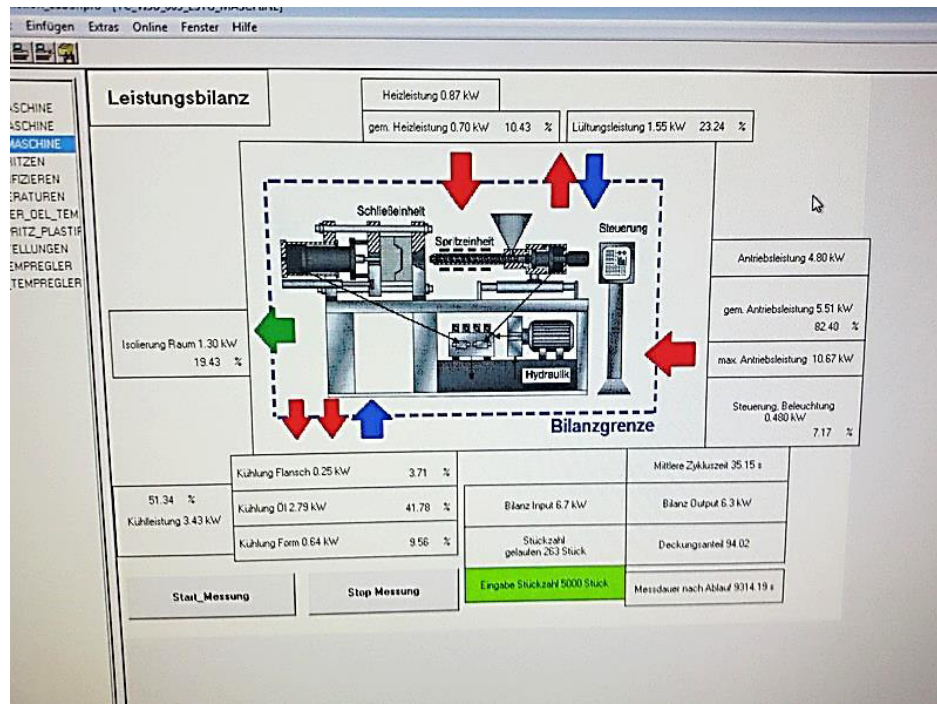 [TC_W30_005_LSTG_MASCHINE]
Einfügen Extras Online Fenster Hilfe
ASCHINE
ASCHINE
MASCHINE
RITZEN
IFIZIEREN
ERATUREN
ER_OEL_TEM
PRITZ_PLASTIF
TELLUNGEN
TEMPREGLER
_TEMPREGLER
Leistungsbilanz
Heizleistung 0.87 kW
gem. Heizleistung 0.70 kW 10.43 %
Lüftungsleistung 1.55 kW 23.24 %
Schließeinheit
Spritzeinheit
Steuerung
Hydraulik
Bilanzgrenze
Antriebsleistung 4.80 kW
gem. Antriebsleistung 5.51 kW
82.40 %
max. Antriebsleistung 10.67 kW
Steuerung, Beleuchtung
0.480 kW
7.17 %
Isolierung Raum 1.30 kW
19.43 %
Kühlung Flansch 0.25 kW 3.71 %
51.34 %
Kühlleistung 3.43 kW
Kühlung Öl 2.79 kW 41.78 %
Kühlung Form 0.64 kW 9.56 %
Mittlere Zykluszeit 35.15 s
Bilanz Input 6.7 kW
Bilanz Output 6.3 kW
Stückzahl
gelaufen 263 Stück
Deckungsanteil 94.02
Eingabe Stückzahl 5000 Stück
Messdauer nach Ablauf 9314.19 s
Start_Messung
Stop Messung